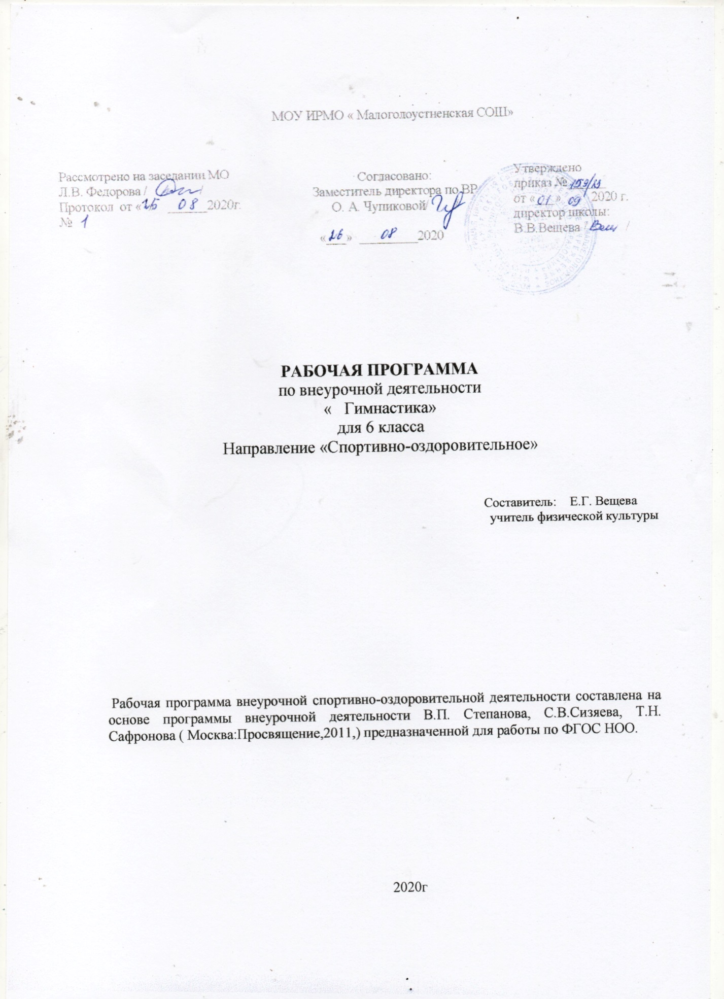 МОУ ИРМО « Малоголоустненская СОШ»
Рассмотрено на заседании МО
Л.В. Федорова /
Протокол от «25 08 2020г.
№ 1
Согласовано:
Заместитель директора по ВР
О. А. Чупиковой/
«26» 08 2020
Утверждено
приказ №
от «01» 09 2020 г.
директор школы:
В.В.Вещева / /
РАБОЧАЯ ПРОГРАММА
по внеурочной деятельности
« Гимнастика»
для 6 класса
Направление «Спортивно-оздоровительное»
Составитель: Е.Г. Вещева
учитель физической культуры
Рабочая программа внеурочной спортивно-оздоровительной деятельности составлена на
основе программы внеурочной деятельности В.П. Степанова, С.В.Сизяева, Т.Н.
Сафронова ( Москва:Просвящение,2011,) предназначенной для работы по ФГОС НОО.
2020г